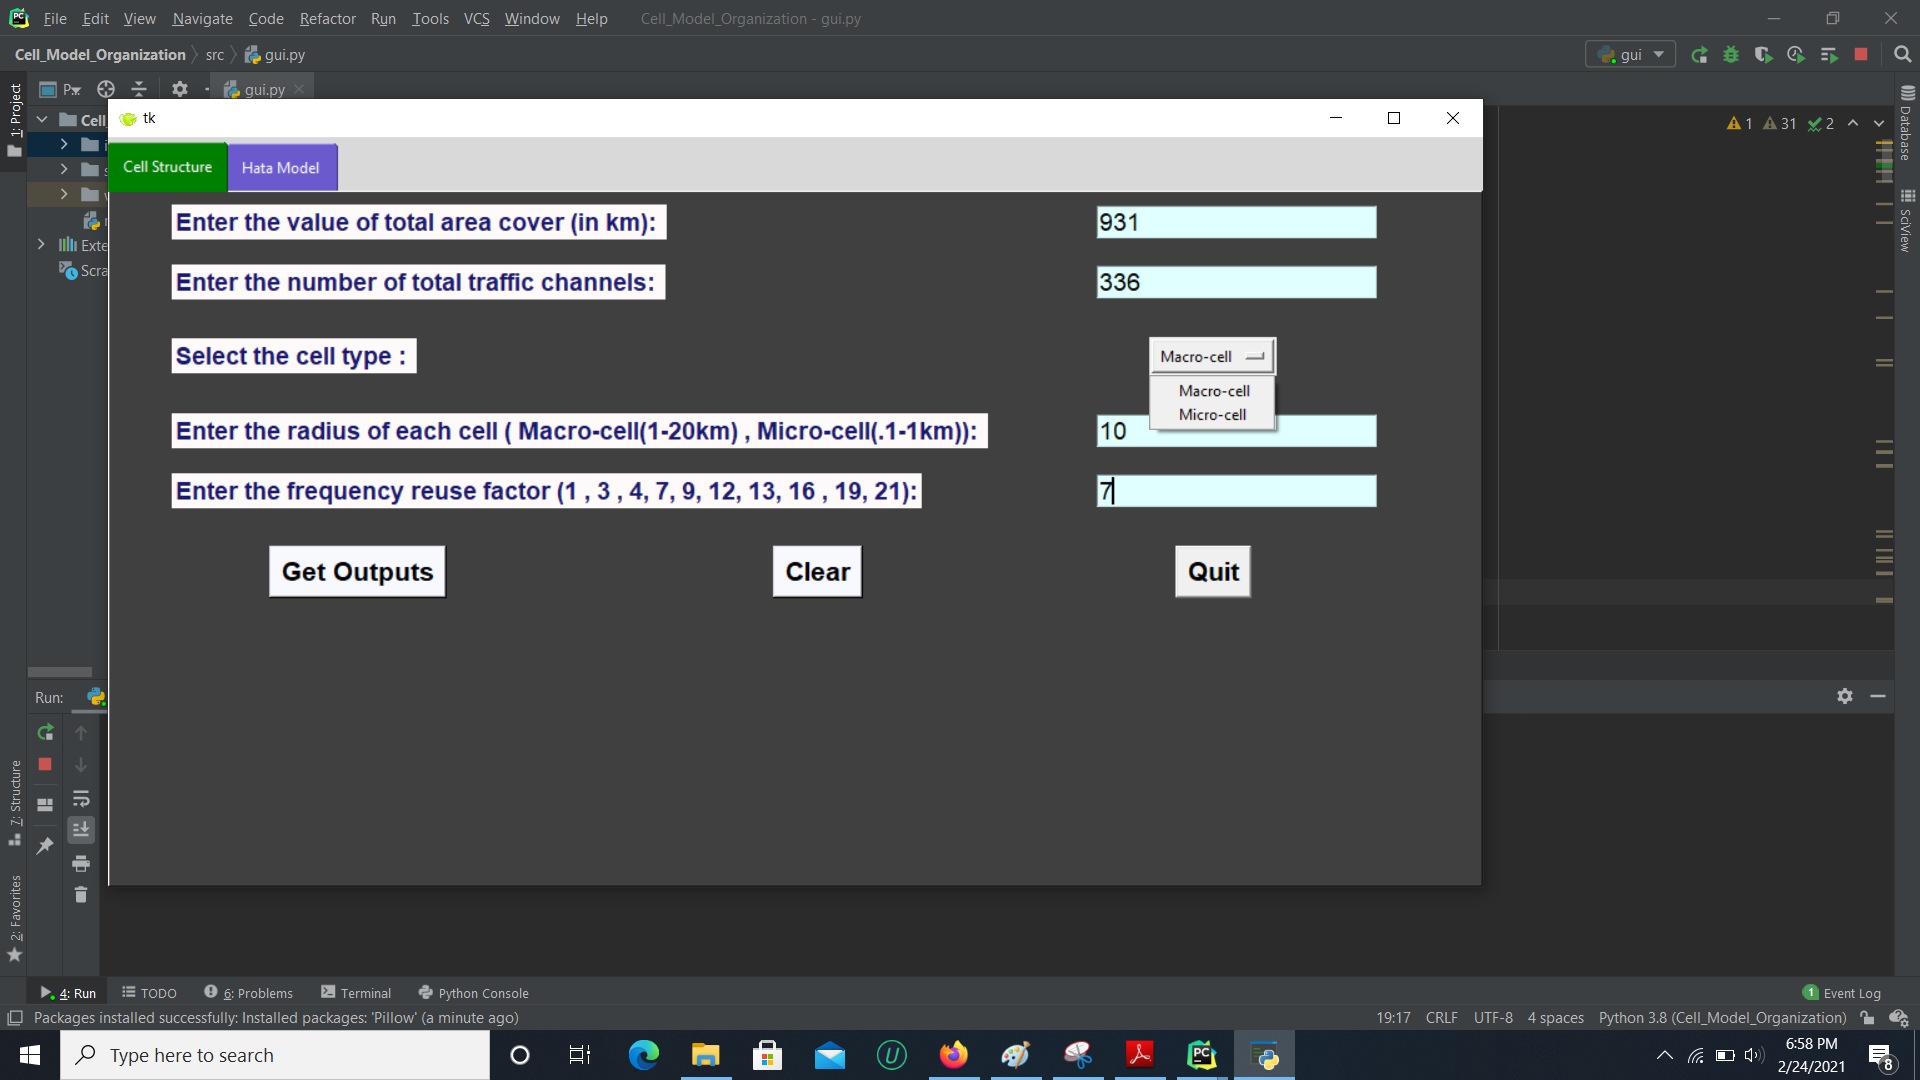 File Edit View Navigate Code Refactor Run Tools VCS Window Help Cell_Model_Organization - gui.py
Cell_Model_Organization src gui.py
gui
P..
gui.py
1: Project
Cell_
Exte
Scra
tk
Cell Structure Hata Model
1 31 2
Database
SciView
Enter the value of total area cover (in km): 931
Enter the number of total traffic channels: 336
Select the cell type : Macro-cell
Macro-cell
Micro-cell
Enter the radius of each cell ( Macro-cell(1-20km) , Micro-cell(.1-1km)): 10
Enter the frequency reuse factor (1 , 3 , 4, 7, 9, 12, 13, 16 , 19, 21): 7
Get Outputs Clear Quit
Run:
7: Structure
2: Favorites
4: Run TODO 6: Problems Terminal Python Console 1 Event Log
Packages installed successfully: Installed packages: 'Pillow' (a minute ago) 19:17 CRLF UTF-8 4 spaces Python 3.8 (Cell_Model_Organization)
Type here to search
6:58 PM
2/24/2021
8